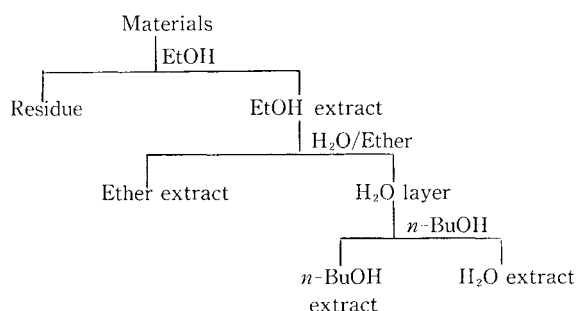 Materials
EtOH
Residue
EtOH extract
H₂O/Ether
Ether extract
H₂O layer
n-BuOH
n-BuOH
extract
H₂O extract